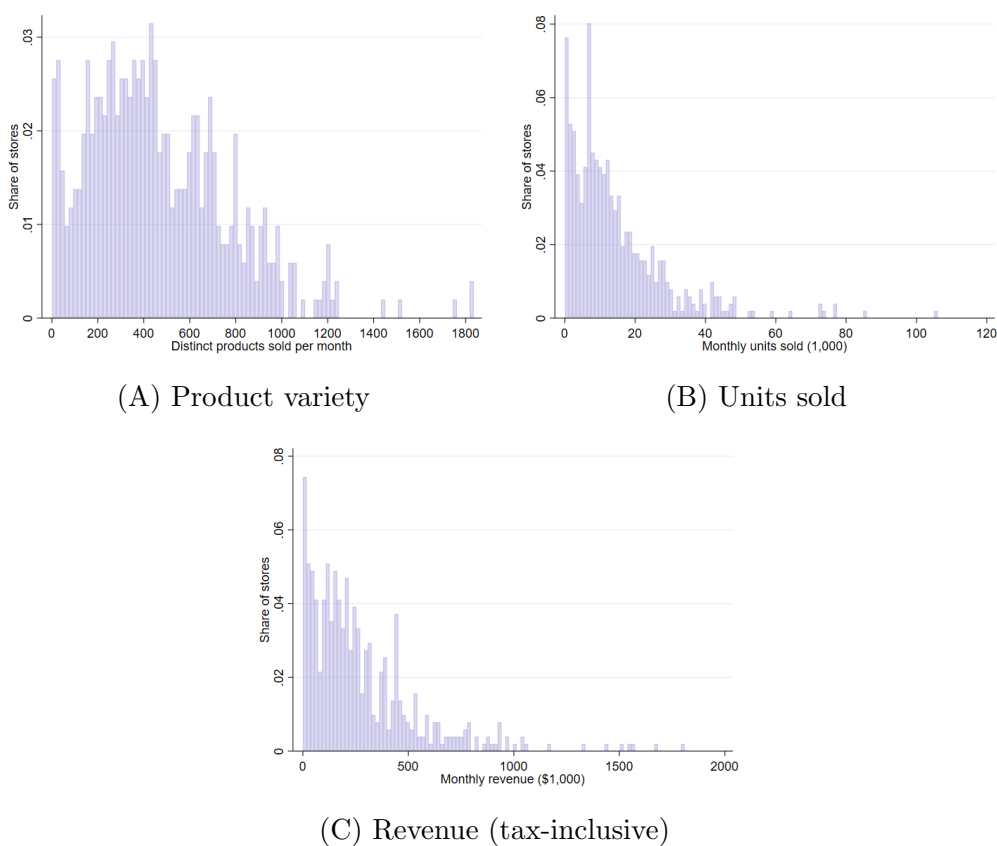 .03
.02
.01
0
Share of stores
0 200 400 600 800 1000 1200 1400 1600 1800
Distinct products sold per month
(A) Product variety
.08
.06
.04
.02
0
Share of stores
0 20 40 60 80 100 120
Monthly units sold (1,000)
(B) Units sold
.08
.06
.04
.02
0
Share of stores
0 500 1000 1500 2000
Monthly revenue ($1,000)
(C) Revenue (tax-inclusive)